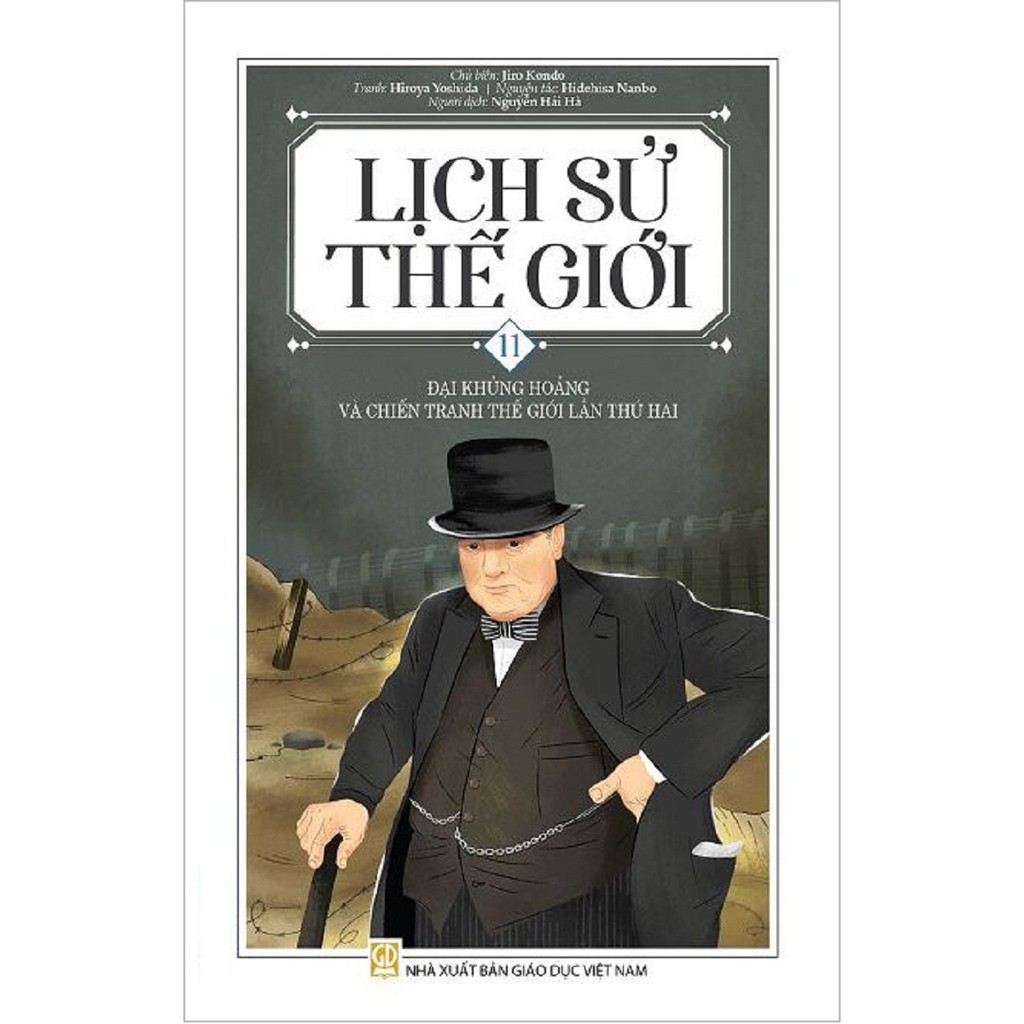 Chủ biên: Jiro Kondo
Tranh: Hiroya Yoshida | Nguyên tác: Hidehisa Nanbo
Người dịch: Nguyễn Hải Hà
LỊCH SỬ
THẾ GIỚI
11
ĐẠI KHỦNG HOẢNG
VÀ CHIẾN TRANH THẾ GIỚI LẦN THỨ HAI
GD
NHÀ XUẤT BẢN GIÁO DỤC VIỆT NAM